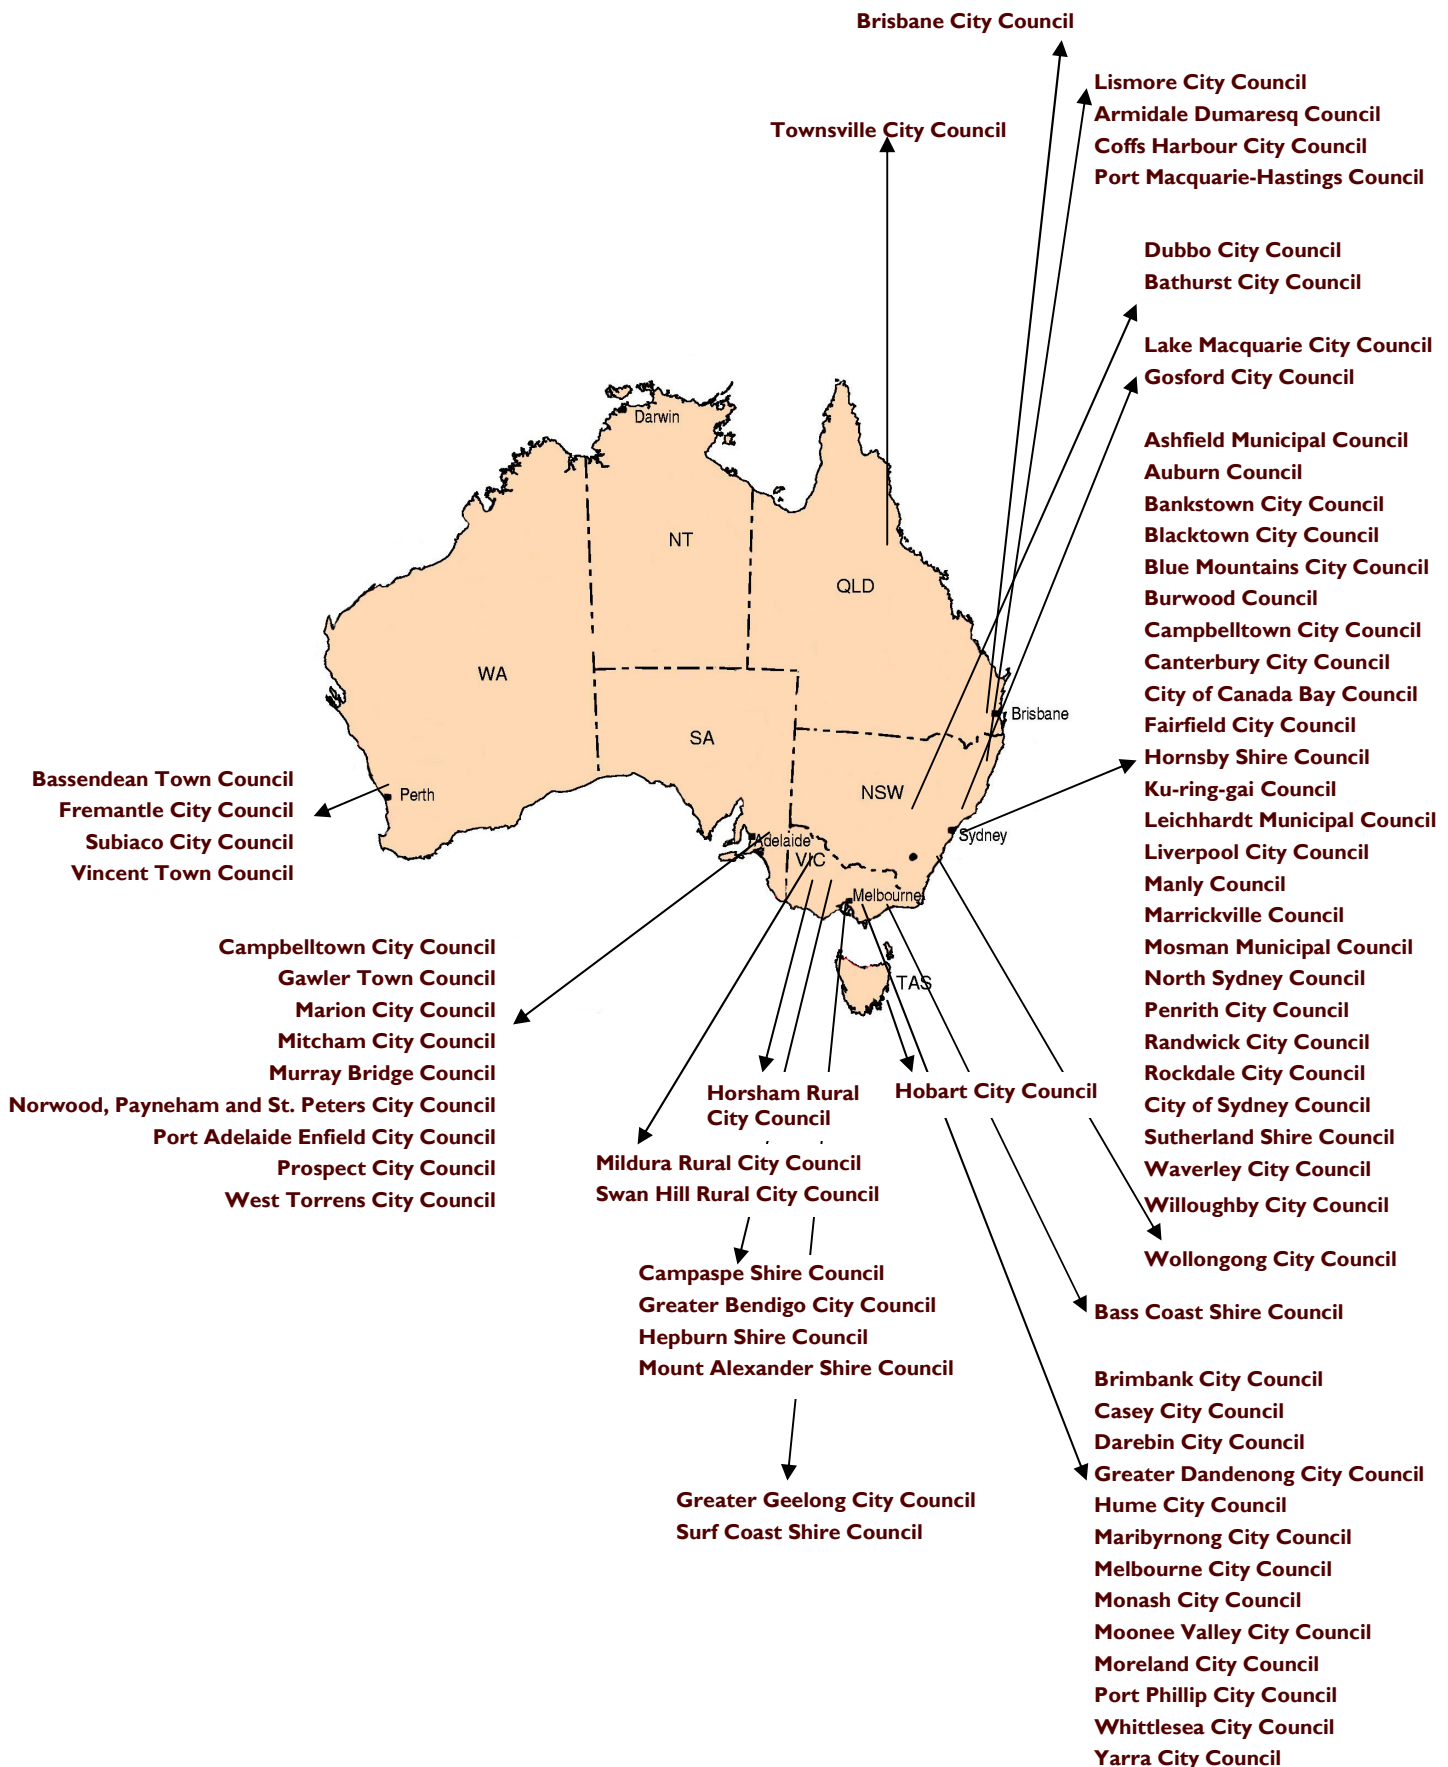 Brisbane City Council
Lismore City Council
Armidale Dumaresq Council
Coffs Harbour City Council
Port Macquarie-Hastings Council
Townsville City Council
Dubbo City Council
Bathurst City Council
Lake Macquarie City Council
Gosford City Council
Ashfield Municipal Council
Auburn Council
Bankstown City Council
Blacktown City Council
Blue Mountains City Council
Burwood Council
Campbelltown City Council
Canterbury City Council
City of Canada Bay Council
Fairfield City Council
Hornsby Shire Council
Ku-ring-gai Council
Leichhardt Municipal Council
Liverpool City Council
Manly Council
Marrickville Council
Mosman Municipal Council
North Sydney Council
Penrith City Council
Randwick City Council
Rockdale City Council
City of Sydney Council
Sutherland Shire Council
Waverley City Council
Willoughby City Council
Wollongong City Council
Darwin
NT
QLD
WA
SA
Brisbane
NSW
Perth
Sydney
Adelaide
VIC
Melbourne
TAS
Bassendean Town Council
Fremantle City Council
Subiaco City Council
Vincent Town Council
Campbelltown City Council
Gawler Town Council
Marion City Council
Mitcham City Council
Murray Bridge Council
Norwood, Payneham and St. Peters City Council
Port Adelaide Enfield City Council
Prospect City Council
West Torrens City Council
Horsham Rural
City Council
Hobart City Council
Mildura Rural City Council
Swan Hill Rural City Council
Campaspe Shire Council
Greater Bendigo City Council
Hepburn Shire Council
Mount Alexander Shire Council
Greater Geelong City Council
Surf Coast Shire Council
Bass Coast Shire Council
Brimbank City Council
Casey City Council
Darebin City Council
Greater Dandenong City Council
Hume City Council
Maribyrnong City Council
Melbourne City Council
Monash City Council
Moonee Valley City Council
Moreland City Council
Port Phillip City Council
Whittlesea City Council
Yarra City Council